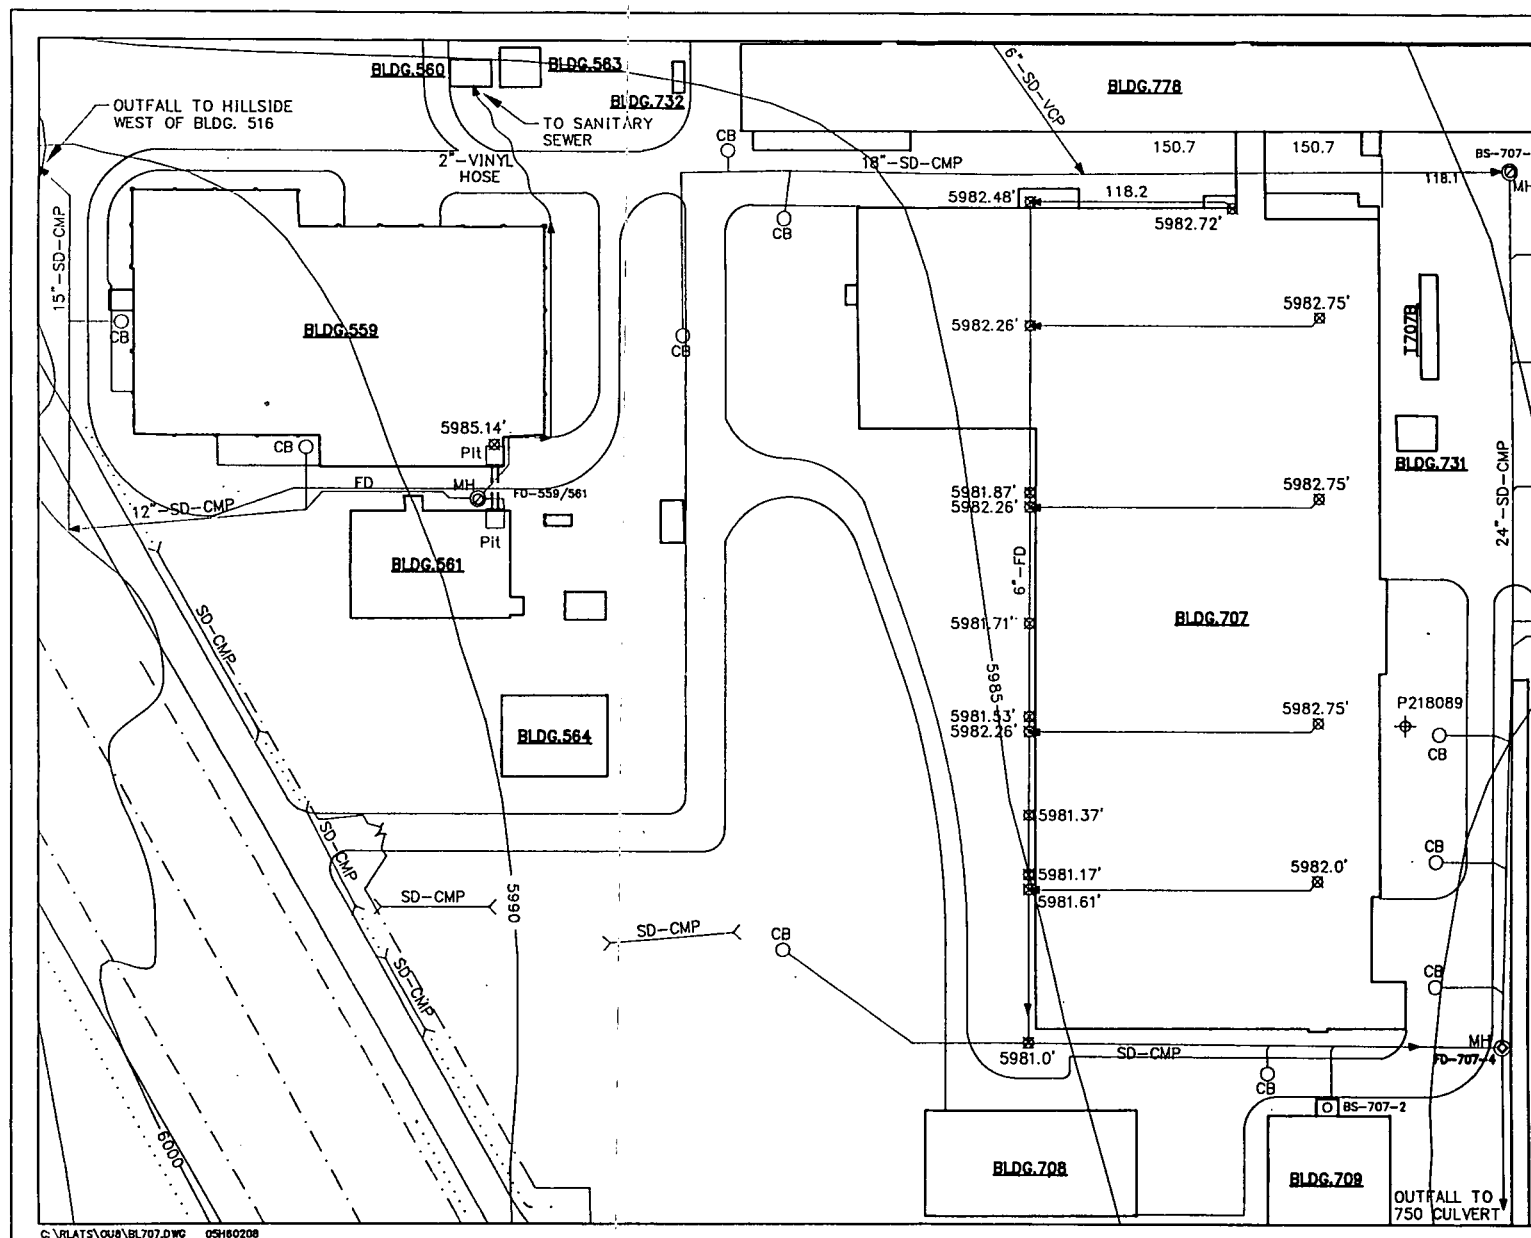 BLDG.560
BLDG.563
BLDG.732
BLDG.778
OUTFALL TO HILLSIDE
WEST OF BLDG. 516
TO SANITARY
SEWER
2"-VINYL
HOSE
CB
18"-SD-CMP
6"-SD-VCP
150.7
150.7
BS-707-
118.1
MH
118.2
5982.48'
5982.72'
CB
15"-SD-CMP
CB
BLDG.559
CB
5982.26'
5982.75'
T707B
5985.14'
CB
Pit
BLDG.731
FD
MH
FD-559/561
12"-SD-CMP
Pit
5981.87'
5982.26'
5982.75'
24"-SD-CMP
BLDG.561
6"-FD
SD-CMP
5981.71'
BLDG.707
5985
BLDG.564
5981.53'
5982.26'
5982.75'
P218089
CB
SD-CMP
5981.37'
CB
5990
SD-CMP
5981.17'
5981.61'
5982.0'
SD-CMP
CB
SD-CMP
CB
5981.0'
SD-CMP
MH
FD-707-4
CB
BS-707-2
6000
BLDG.708
BLDG.709
OUTFALL TO
750 CULVERT
C:\RLATS\OU8\BL707.DWG 05H60208